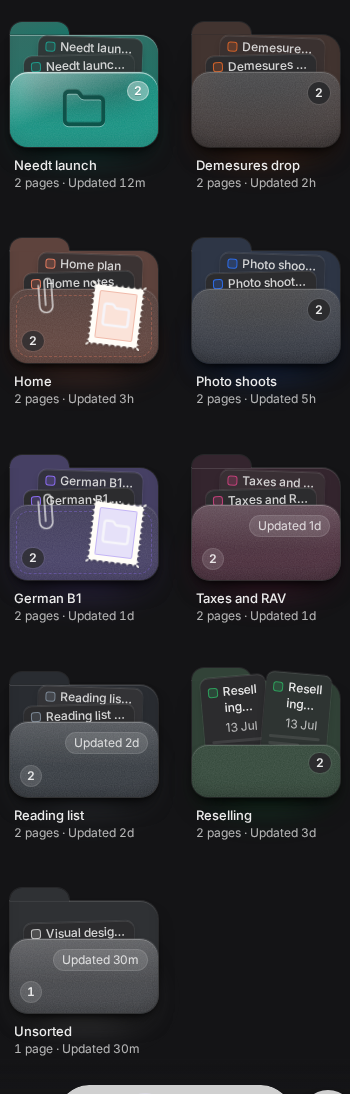 Needt laun...
Needt launc...
2
Needt launch
2 pages · Updated 12m
Demesure...
Demesures ...
2
Demesures drop
2 pages · Updated 2h
Home plan
Home notes
2
Home
2 pages · Updated 3h
Photo shoo...
Photo shoot...
2
Photo shoots
2 pages · Updated 5h
German B1...
German B1...
2
German B1
2 pages · Updated 1d
Taxes and ...
Taxes and R...
Updated 1d
2
Taxes and RAV
2 pages · Updated 1d
Reading lis...
Reading list ...
Updated 2d
2
Reading list
2 pages · Updated 2d
Resell
ing...
13 Jul
Resell
ing...
13 Jul
2
Reselling
2 pages · Updated 3d
Visual desig...
Updated 30m
1
Unsorted
1 page · Updated 30m